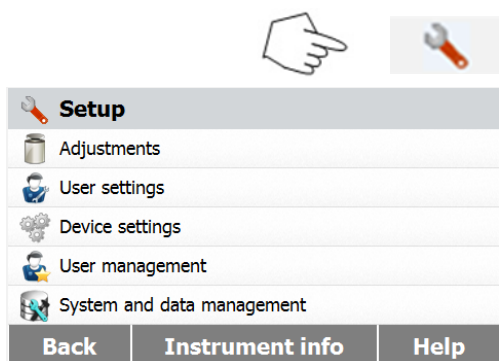 Setup
Adjustments
User settings
Device settings
User management
System and data management
Back Instrument info Help